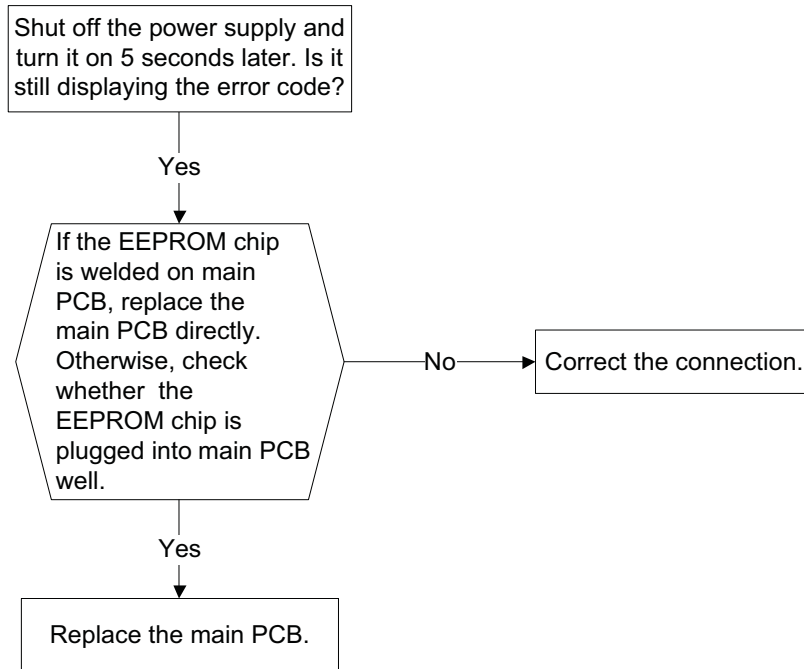 Shut off the power supply and
turn it on 5 seconds later. Is it
still displaying the error code?
Yes
If the EEPROM chip
is welded on main
PCB, replace the
main PCB directly.
Otherwise, check
whether the
EEPROM chip is
plugged into main PCB
well.
No
Correct the connection.
Yes
Replace the main PCB.